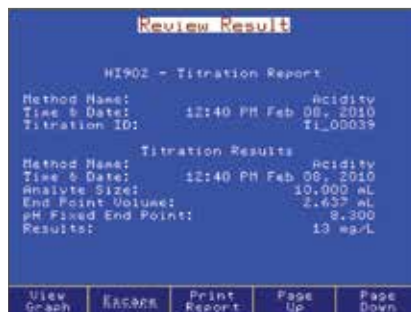 Review Result
HI902 - Titration Report
Method Name: Acidity
Time & Date: 12:40 PM Feb 08, 2010
Titration ID: Ti_00039
Titration Results
Method Name: Acidity
Time & Date: 12:40 PM Feb 08, 2010
Analyte Size: 10.000 mL
End Point Volume: 2.637 mL
pH Fixed End Point: 8.300
Results: 13 mg/L
View Graph Escape Print Report Page Up Page Down